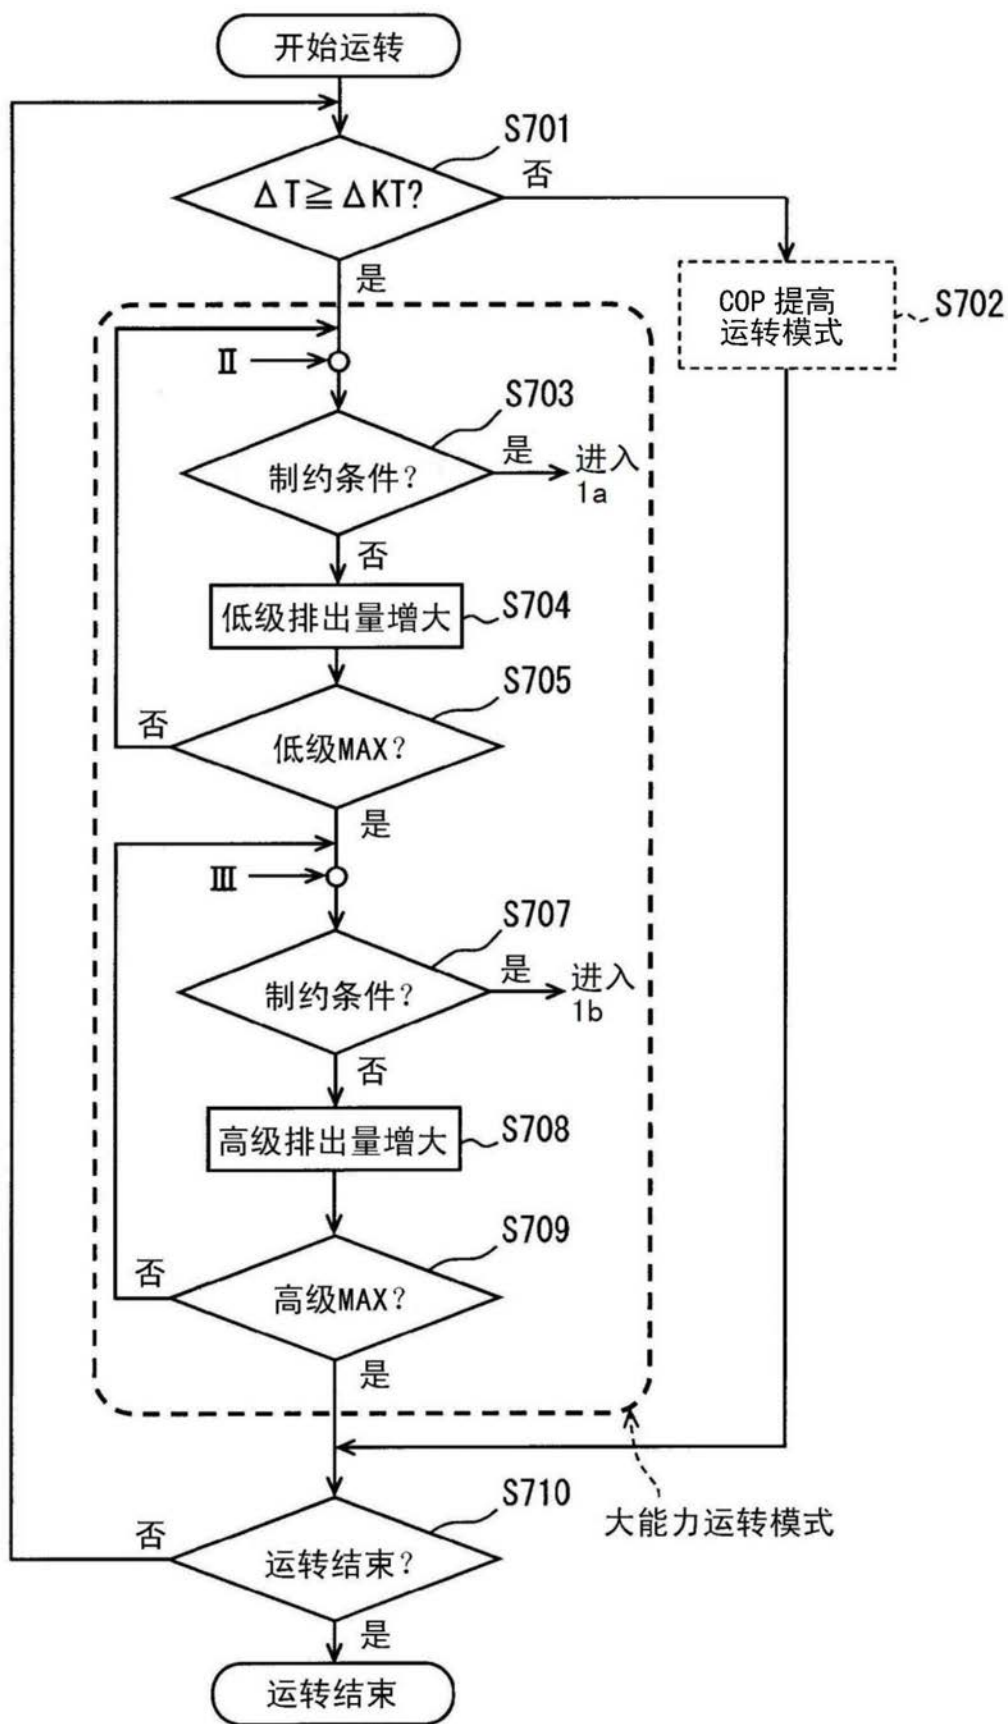 开始运转
S701
ΔT≧ΔKT?
否
是
COP 提高
运转模式
S702
Ⅱ
S703
制约条件?
是
进入
1a
否
低级排出量增大
S704
S705
低级MAX?
否
是
Ⅲ
S707
制约条件?
是
进入
1b
否
高级排出量增大
S708
S709
高级MAX?
否
是
大能力运转模式
S710
运转结束?
否
是
运转结束